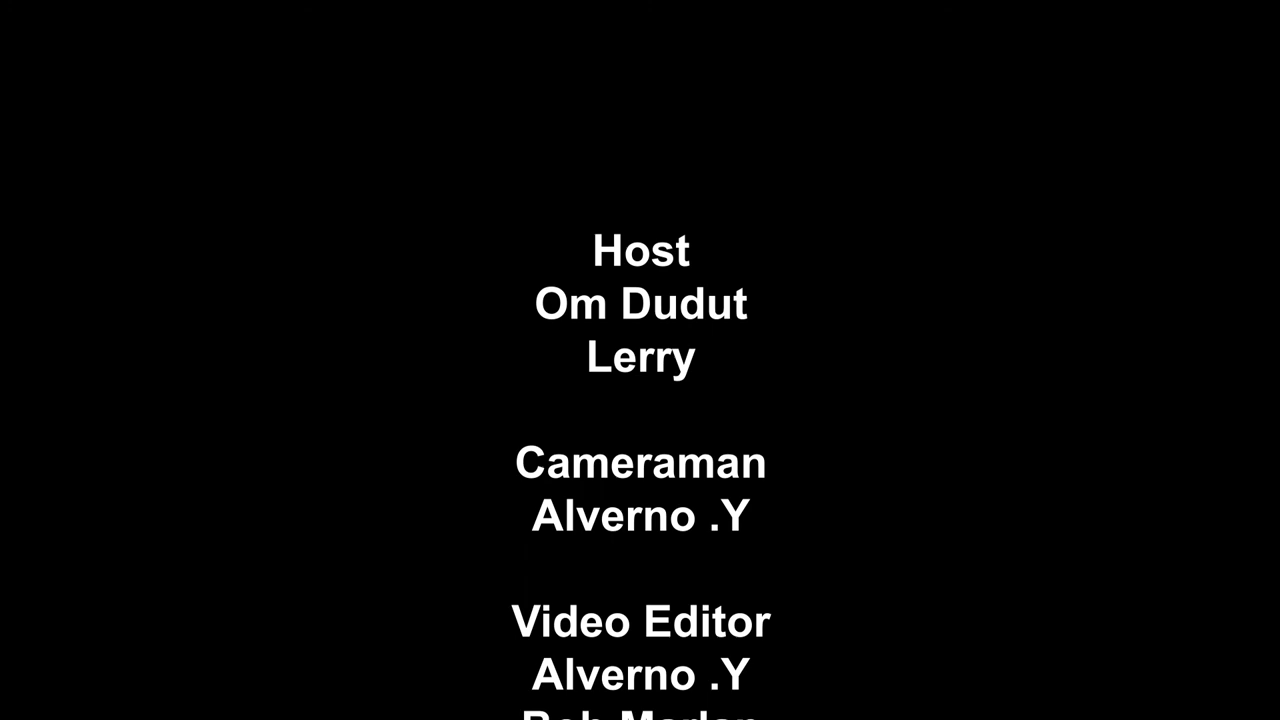 Host
Om Dudut
Lerry
Cameraman
Alverno .Y
Video Editor
Alverno .Y